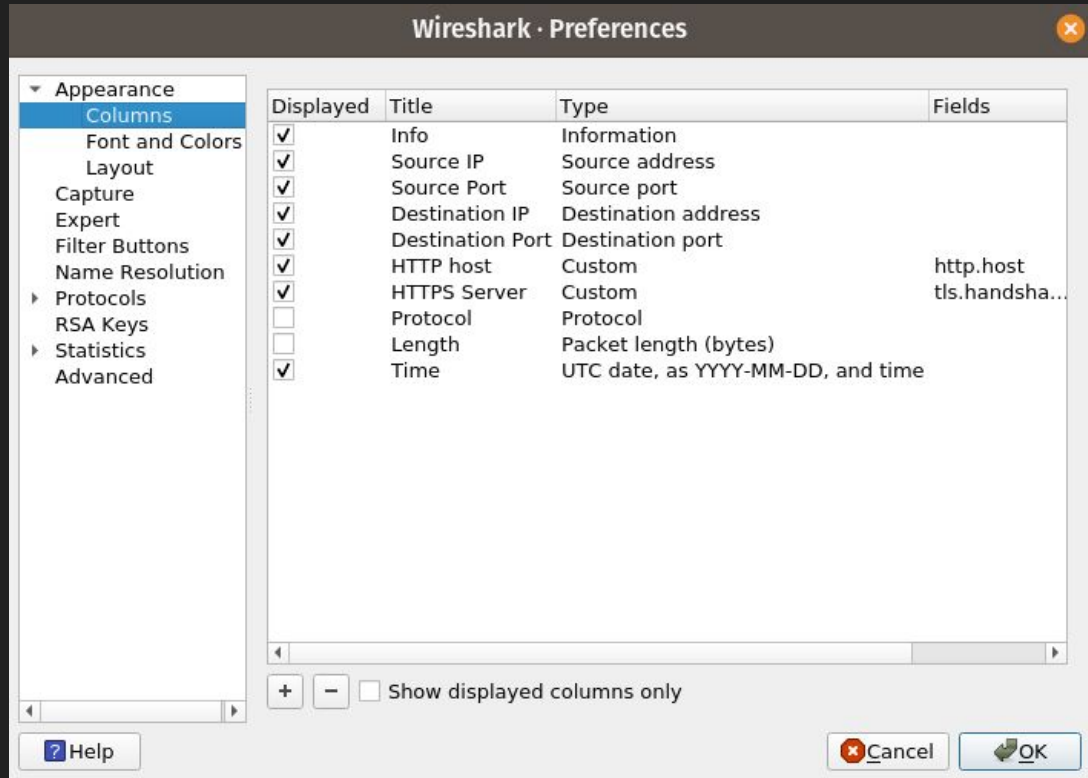 Wireshark · Preferences
Appearance
Columns
Font and Colors
Layout
Capture
Expert
Filter Buttons
Name Resolution
Protocols
RSA Keys
Statistics
Advanced
Displayed Title Type Fields
Info Information
Source IP Source address
Source Port Source port
Destination IP Destination address
Destination Port Destination port
HTTP host Custom http.host
HTTPS Server Custom tls.handsha...
Protocol Protocol
Length Packet length (bytes)
Time UTC date, as YYYY-MM-DD, and time
+ - Show displayed columns only
? Help Cancel OK